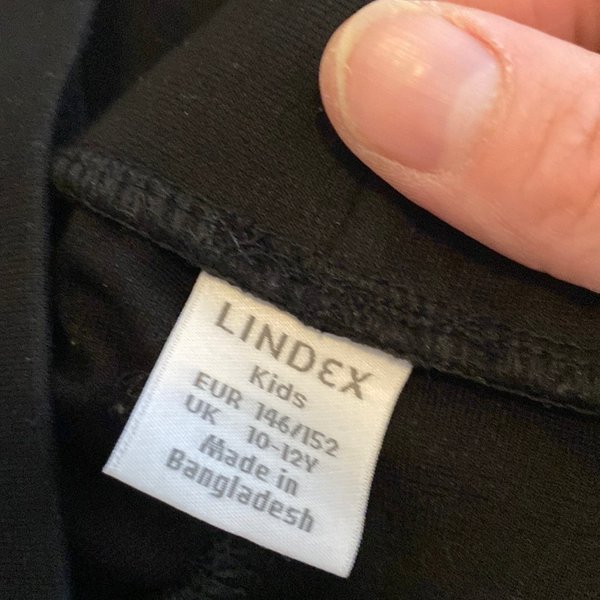 LINDEX
Kids
EUR 146/152
UK 10-12Y
Made in
Bangladesh